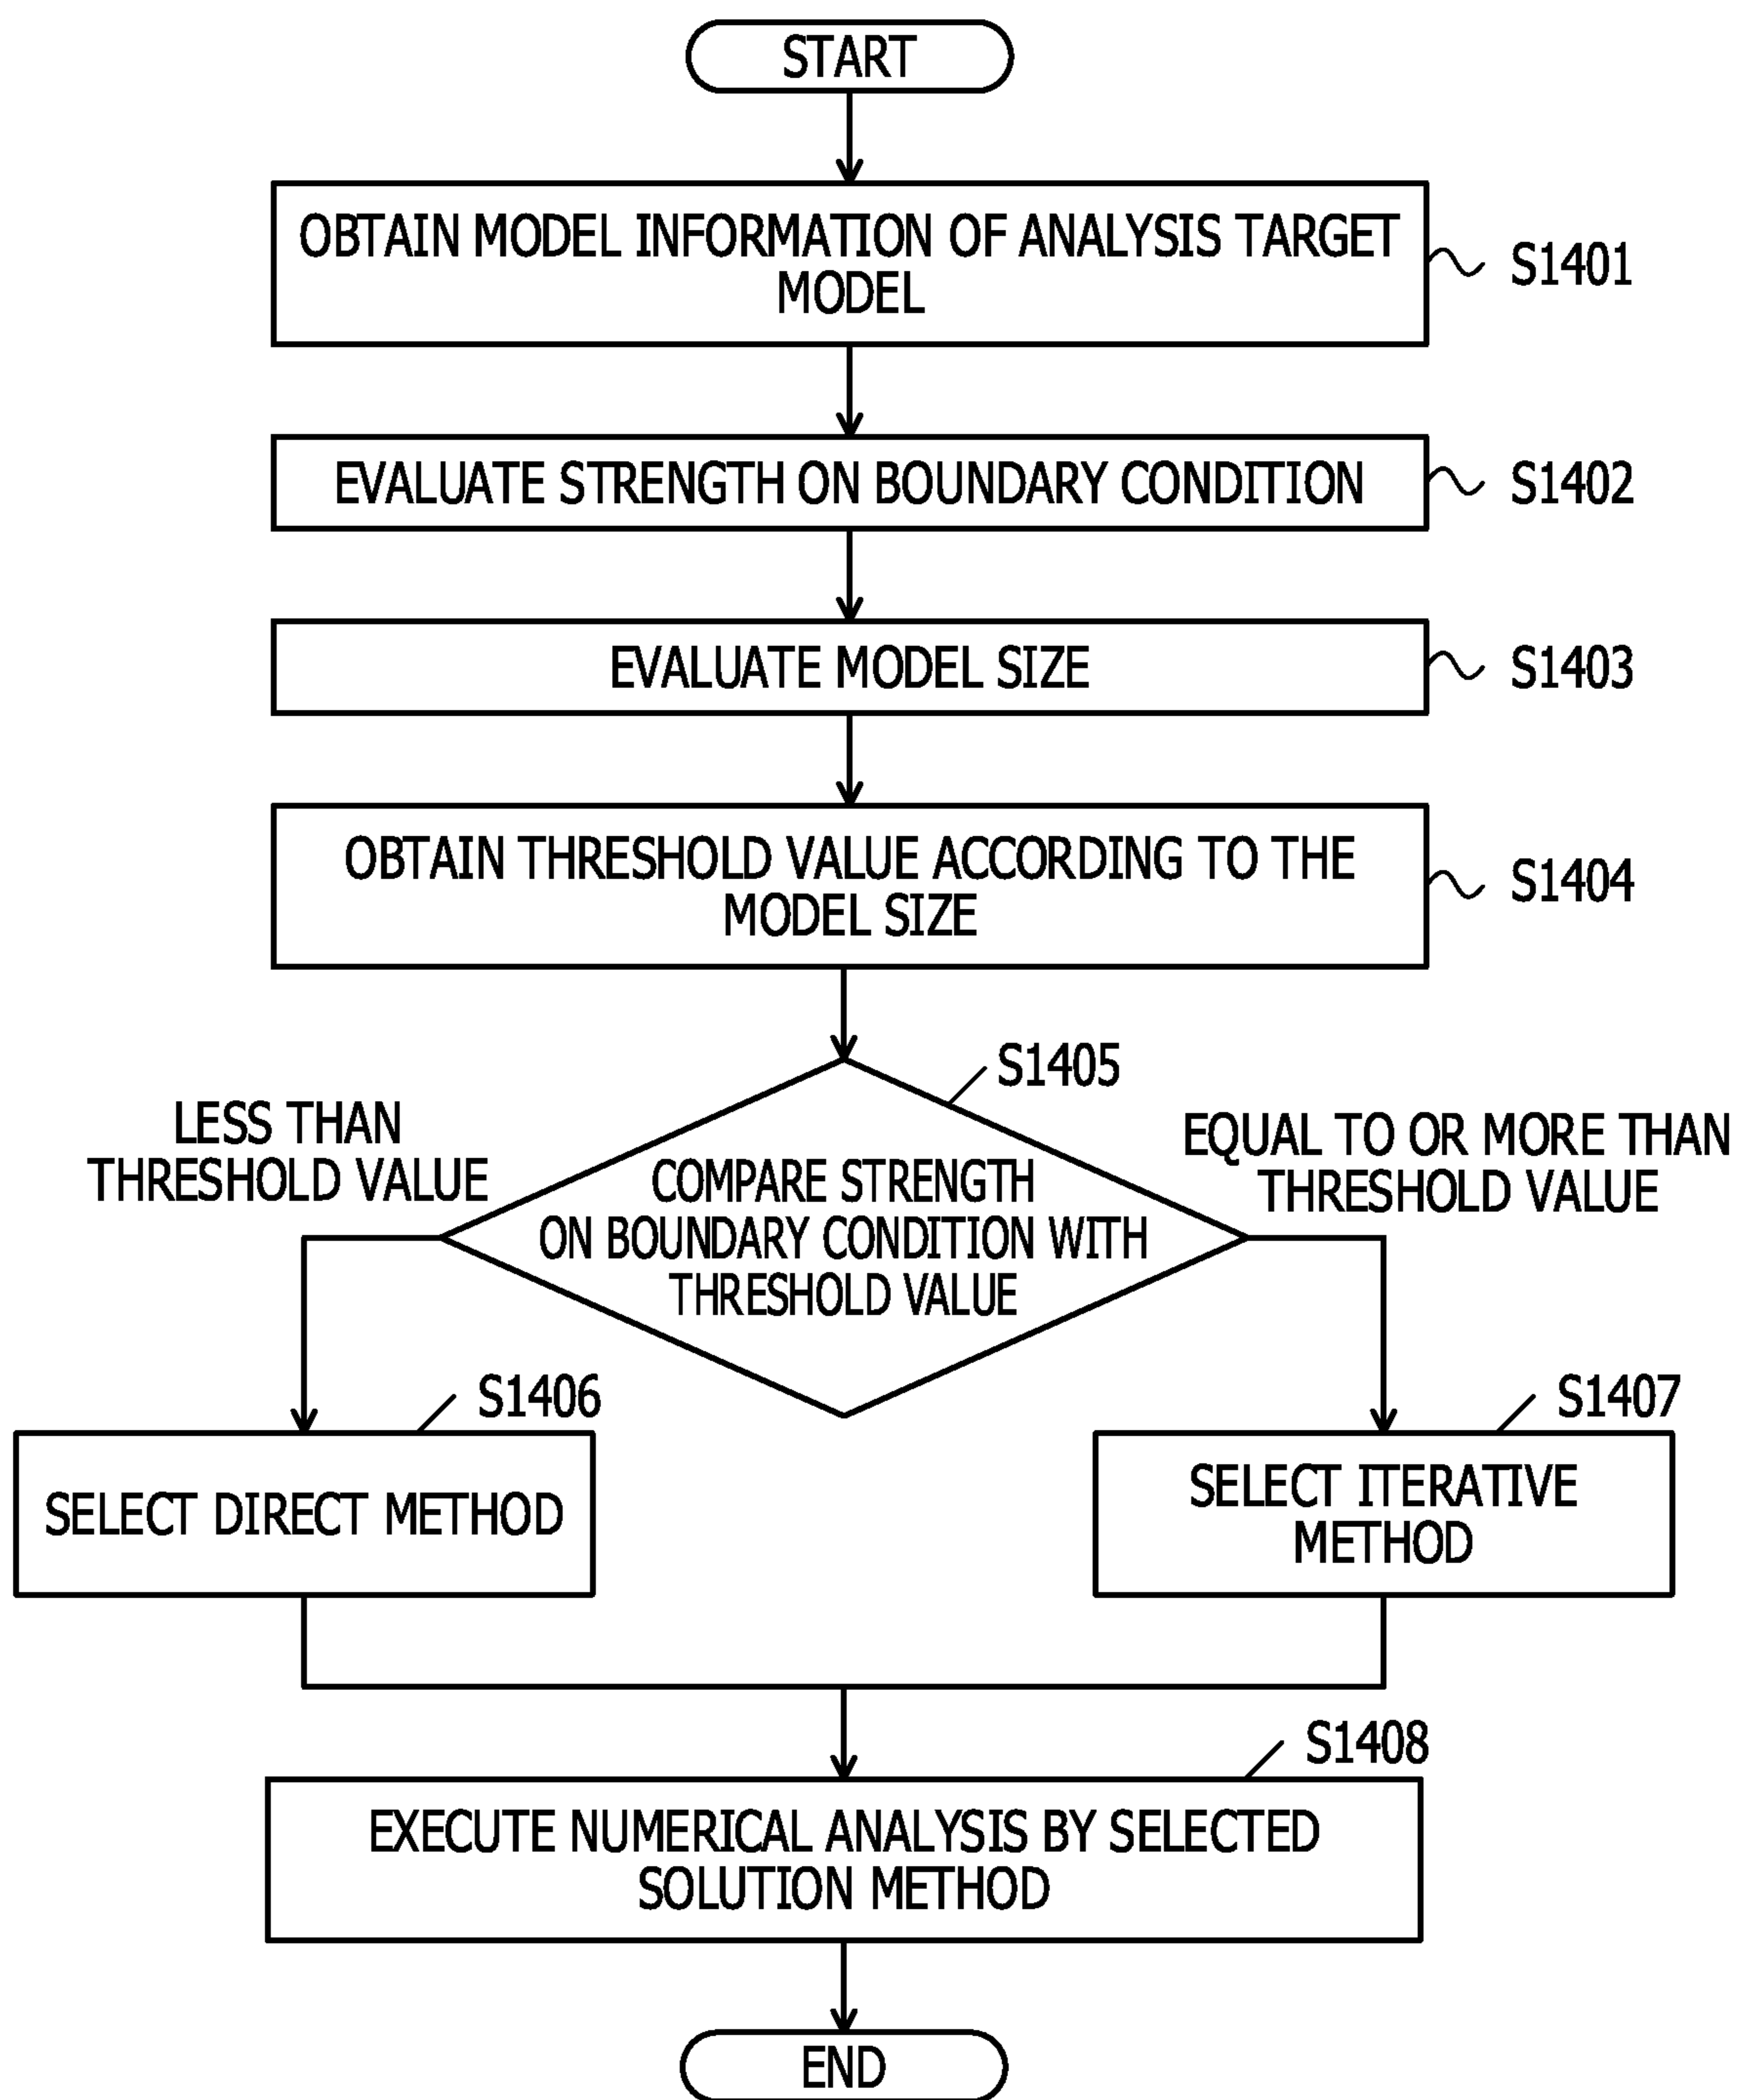 START
OBTAIN MODEL INFORMATION OF ANALYSIS TARGET
MODEL
S1401
EVALUATE STRENGTH ON BOUNDARY CONDITION
S1402
EVALUATE MODEL SIZE
S1403
OBTAIN THRESHOLD VALUE ACCORDING TO THE
MODEL SIZE
S1404
S1405
LESS THAN
THRESHOLD VALUE
EQUAL TO OR MORE THAN
THRESHOLD VALUE
COMPARE STRENGTH
ON BOUNDARY CONDITION WITH
THRESHOLD VALUE
S1406
SELECT DIRECT METHOD
S1407
SELECT ITERATIVE
METHOD
S1408
EXECUTE NUMERICAL ANALYSIS BY SELECTED
SOLUTION METHOD
END